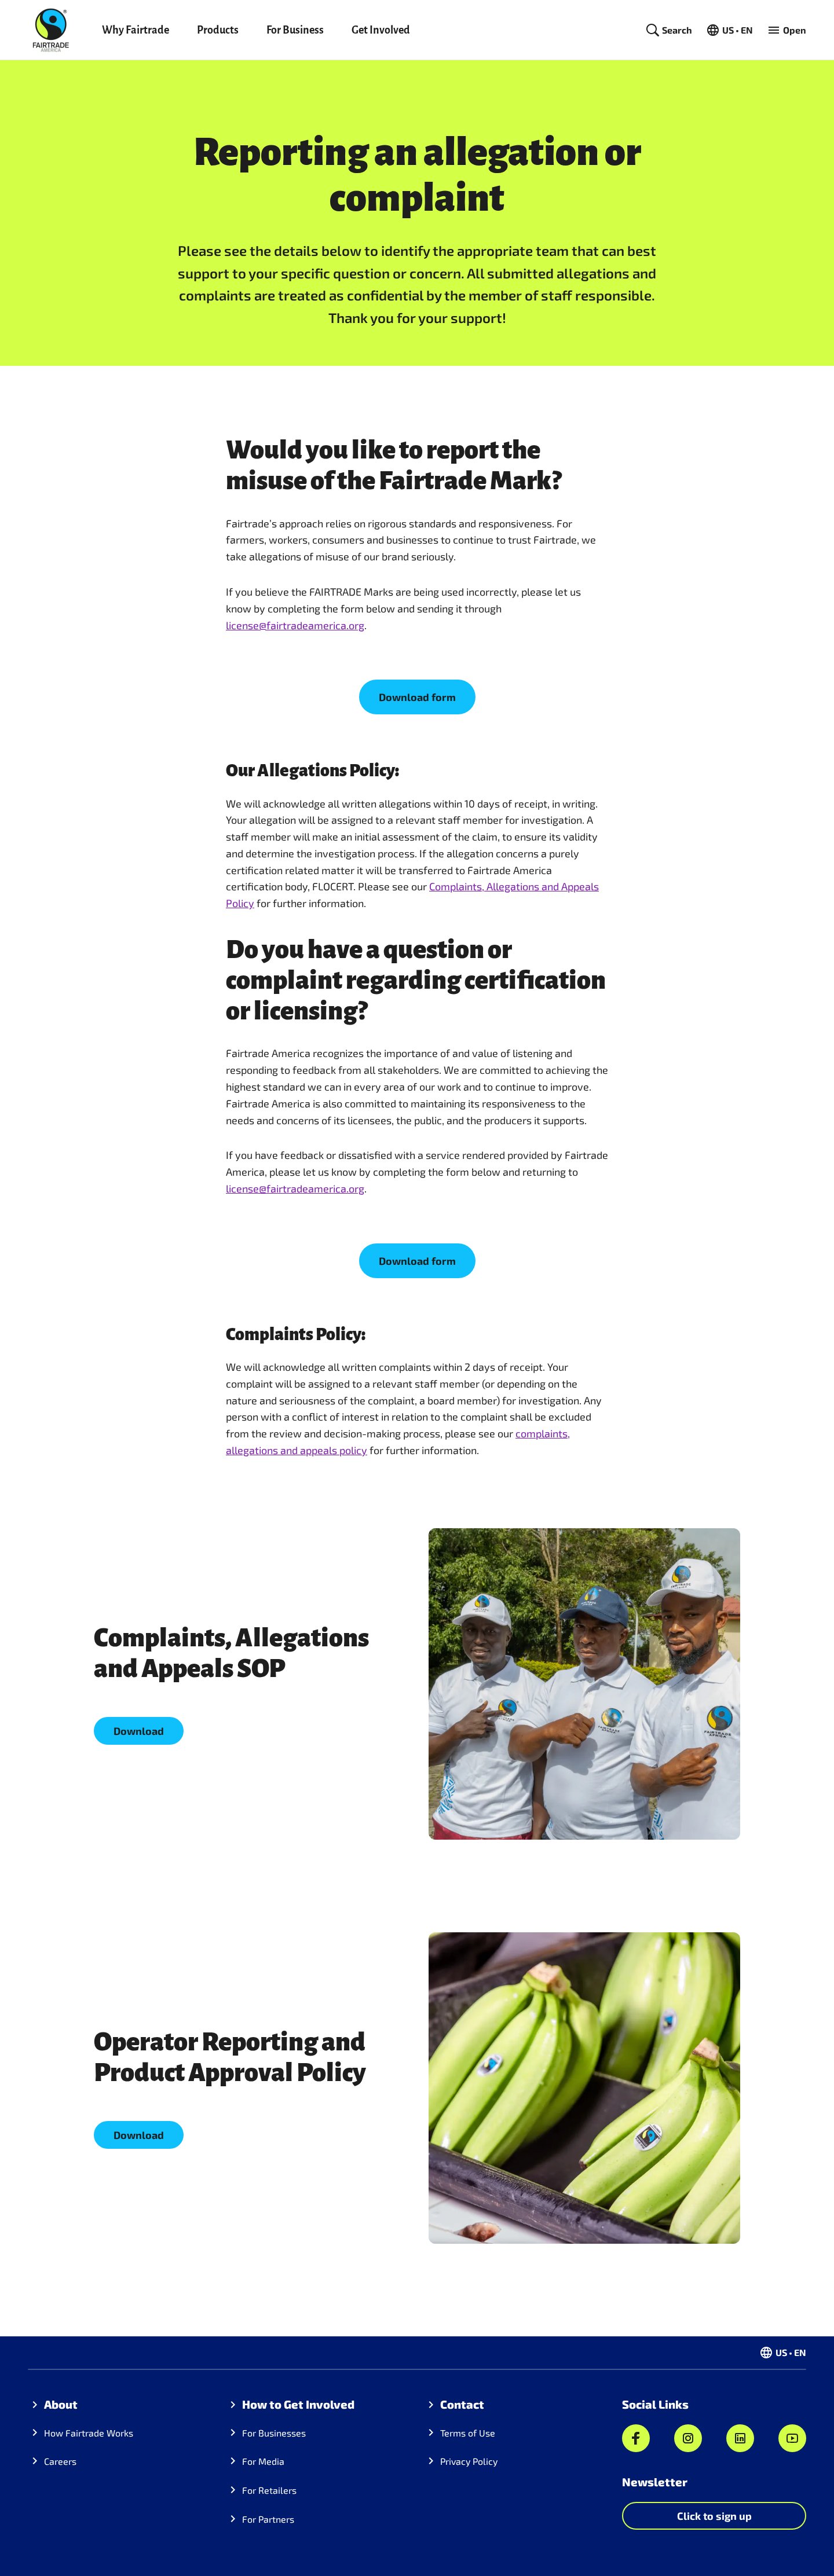 FAIRTRADE
AMERICA
Why Fairtrade
Products
For Business
Get Involved
Search
US • EN
Open
Reporting an allegation or
complaint
Please see the details below to identify the appropriate team that can best
support to your specific question or concern. All submitted allegations and
complaints are treated as confidential by the member of staff responsible.
Thank you for your support!
Would you like to report the
misuse of the Fairtrade Mark?
Fairtrade’s approach relies on rigorous standards and responsiveness. For
farmers, workers, consumers and businesses to continue to trust Fairtrade, we
take allegations of misuse of our brand seriously.
If you believe the FAIRTRADE Marks are being used incorrectly, please let us
know by completing the form below and sending it through
license@fairtradeamerica.org.
Download form
Our Allegations Policy:
We will acknowledge all written allegations within 10 days of receipt, in writing.
Your allegation will be assigned to a relevant staff member for investigation. A
staff member will make an initial assessment of the claim, to ensure its validity
and determine the investigation process. If the allegation concerns a purely
certification related matter it will be transferred to Fairtrade America
certification body, FLOCERT. Please see our Complaints, Allegations and Appeals
Policy for further information.
Do you have a question or
complaint regarding certification
or licensing?
Fairtrade America recognizes the importance of and value of listening and
responding to feedback from all stakeholders. We are committed to achieving the
highest standard we can in every area of our work and to continue to improve.
Fairtrade America is also committed to maintaining its responsiveness to the
needs and concerns of its licensees, the public, and the producers it supports.
If you have feedback or dissatisfied with a service rendered provided by Fairtrade
America, please let us know by completing the form below and returning to
license@fairtradeamerica.org.
Download form
Complaints Policy:
We will acknowledge all written complaints within 2 days of receipt. Your
complaint will be assigned to a relevant staff member (or depending on the
nature and seriousness of the complaint, a board member) for investigation. Any
person with a conflict of interest in relation to the complaint shall be excluded
from the review and decision-making process, please see our complaints,
allegations and appeals policy for further information.
Complaints, Allegations
and Appeals SOP
Download
Operator Reporting and
Product Approval Policy
Download
US • EN
About
How Fairtrade Works
Careers
How to Get Involved
For Businesses
For Media
For Retailers
For Partners
Contact
Terms of Use
Privacy Policy
Social Links
Newsletter
Click to sign up